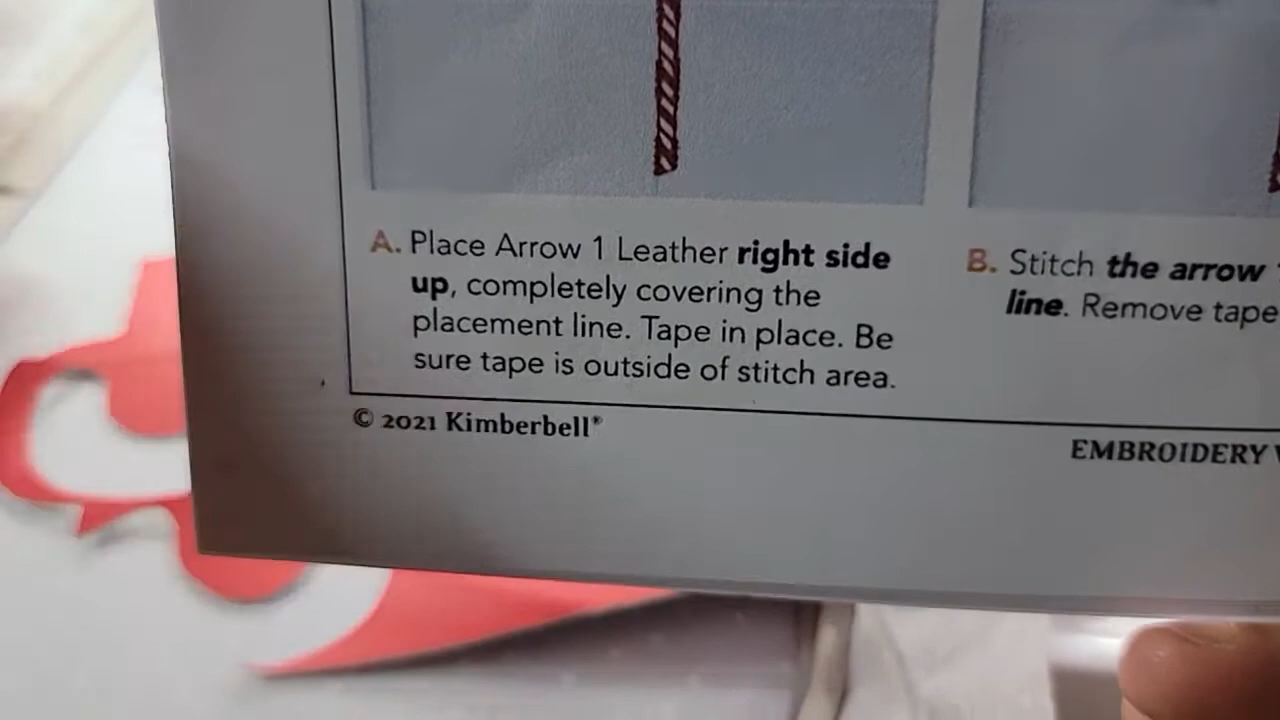 A. Place Arrow 1 Leather right side
up, completely covering the
placement line. Tape in place. Be
sure tape is outside of stitch area.
B. Stitch the arrow
line. Remove tape
© 2021 Kimberbell®
EMBROIDERY